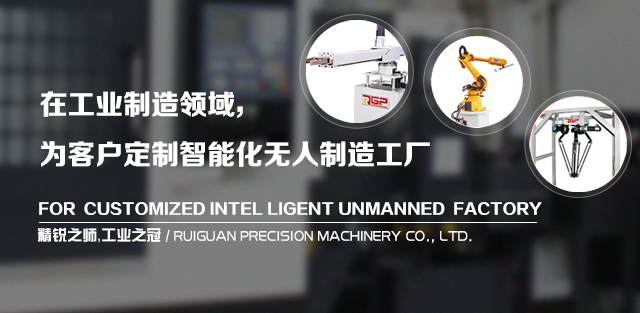 在工业制造领域,
为客户定制智能化无人制造工厂
FOR CUSTOMIZED INTEL LIGENT UNMANNED FACTORY
精锐之师,工业之冠 / RUIGUAN PRECISION MACHINERY CO., LTD.
RGP